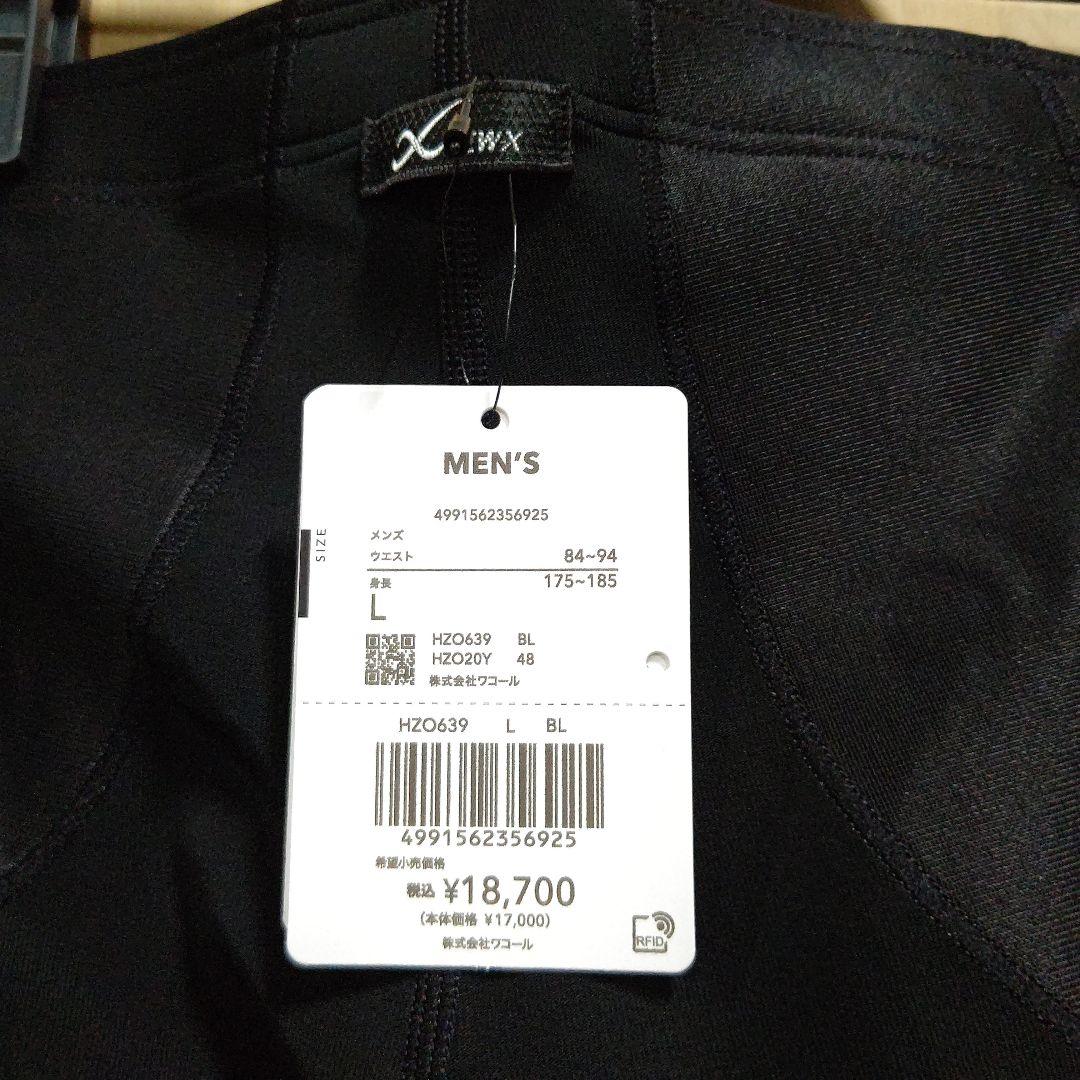 CW-X
MEN'S
4991562356925
SIZE
メンズ
ウエスト 84~94
身長 175~185
L
HZO639 BL
HZO20Y 48
株式会社ワコール
HZO639 L BL
4991562356925
希望小売価格
税込 ¥18,700
(本体価格 ¥17,000)
株式会社ワコール
RFID